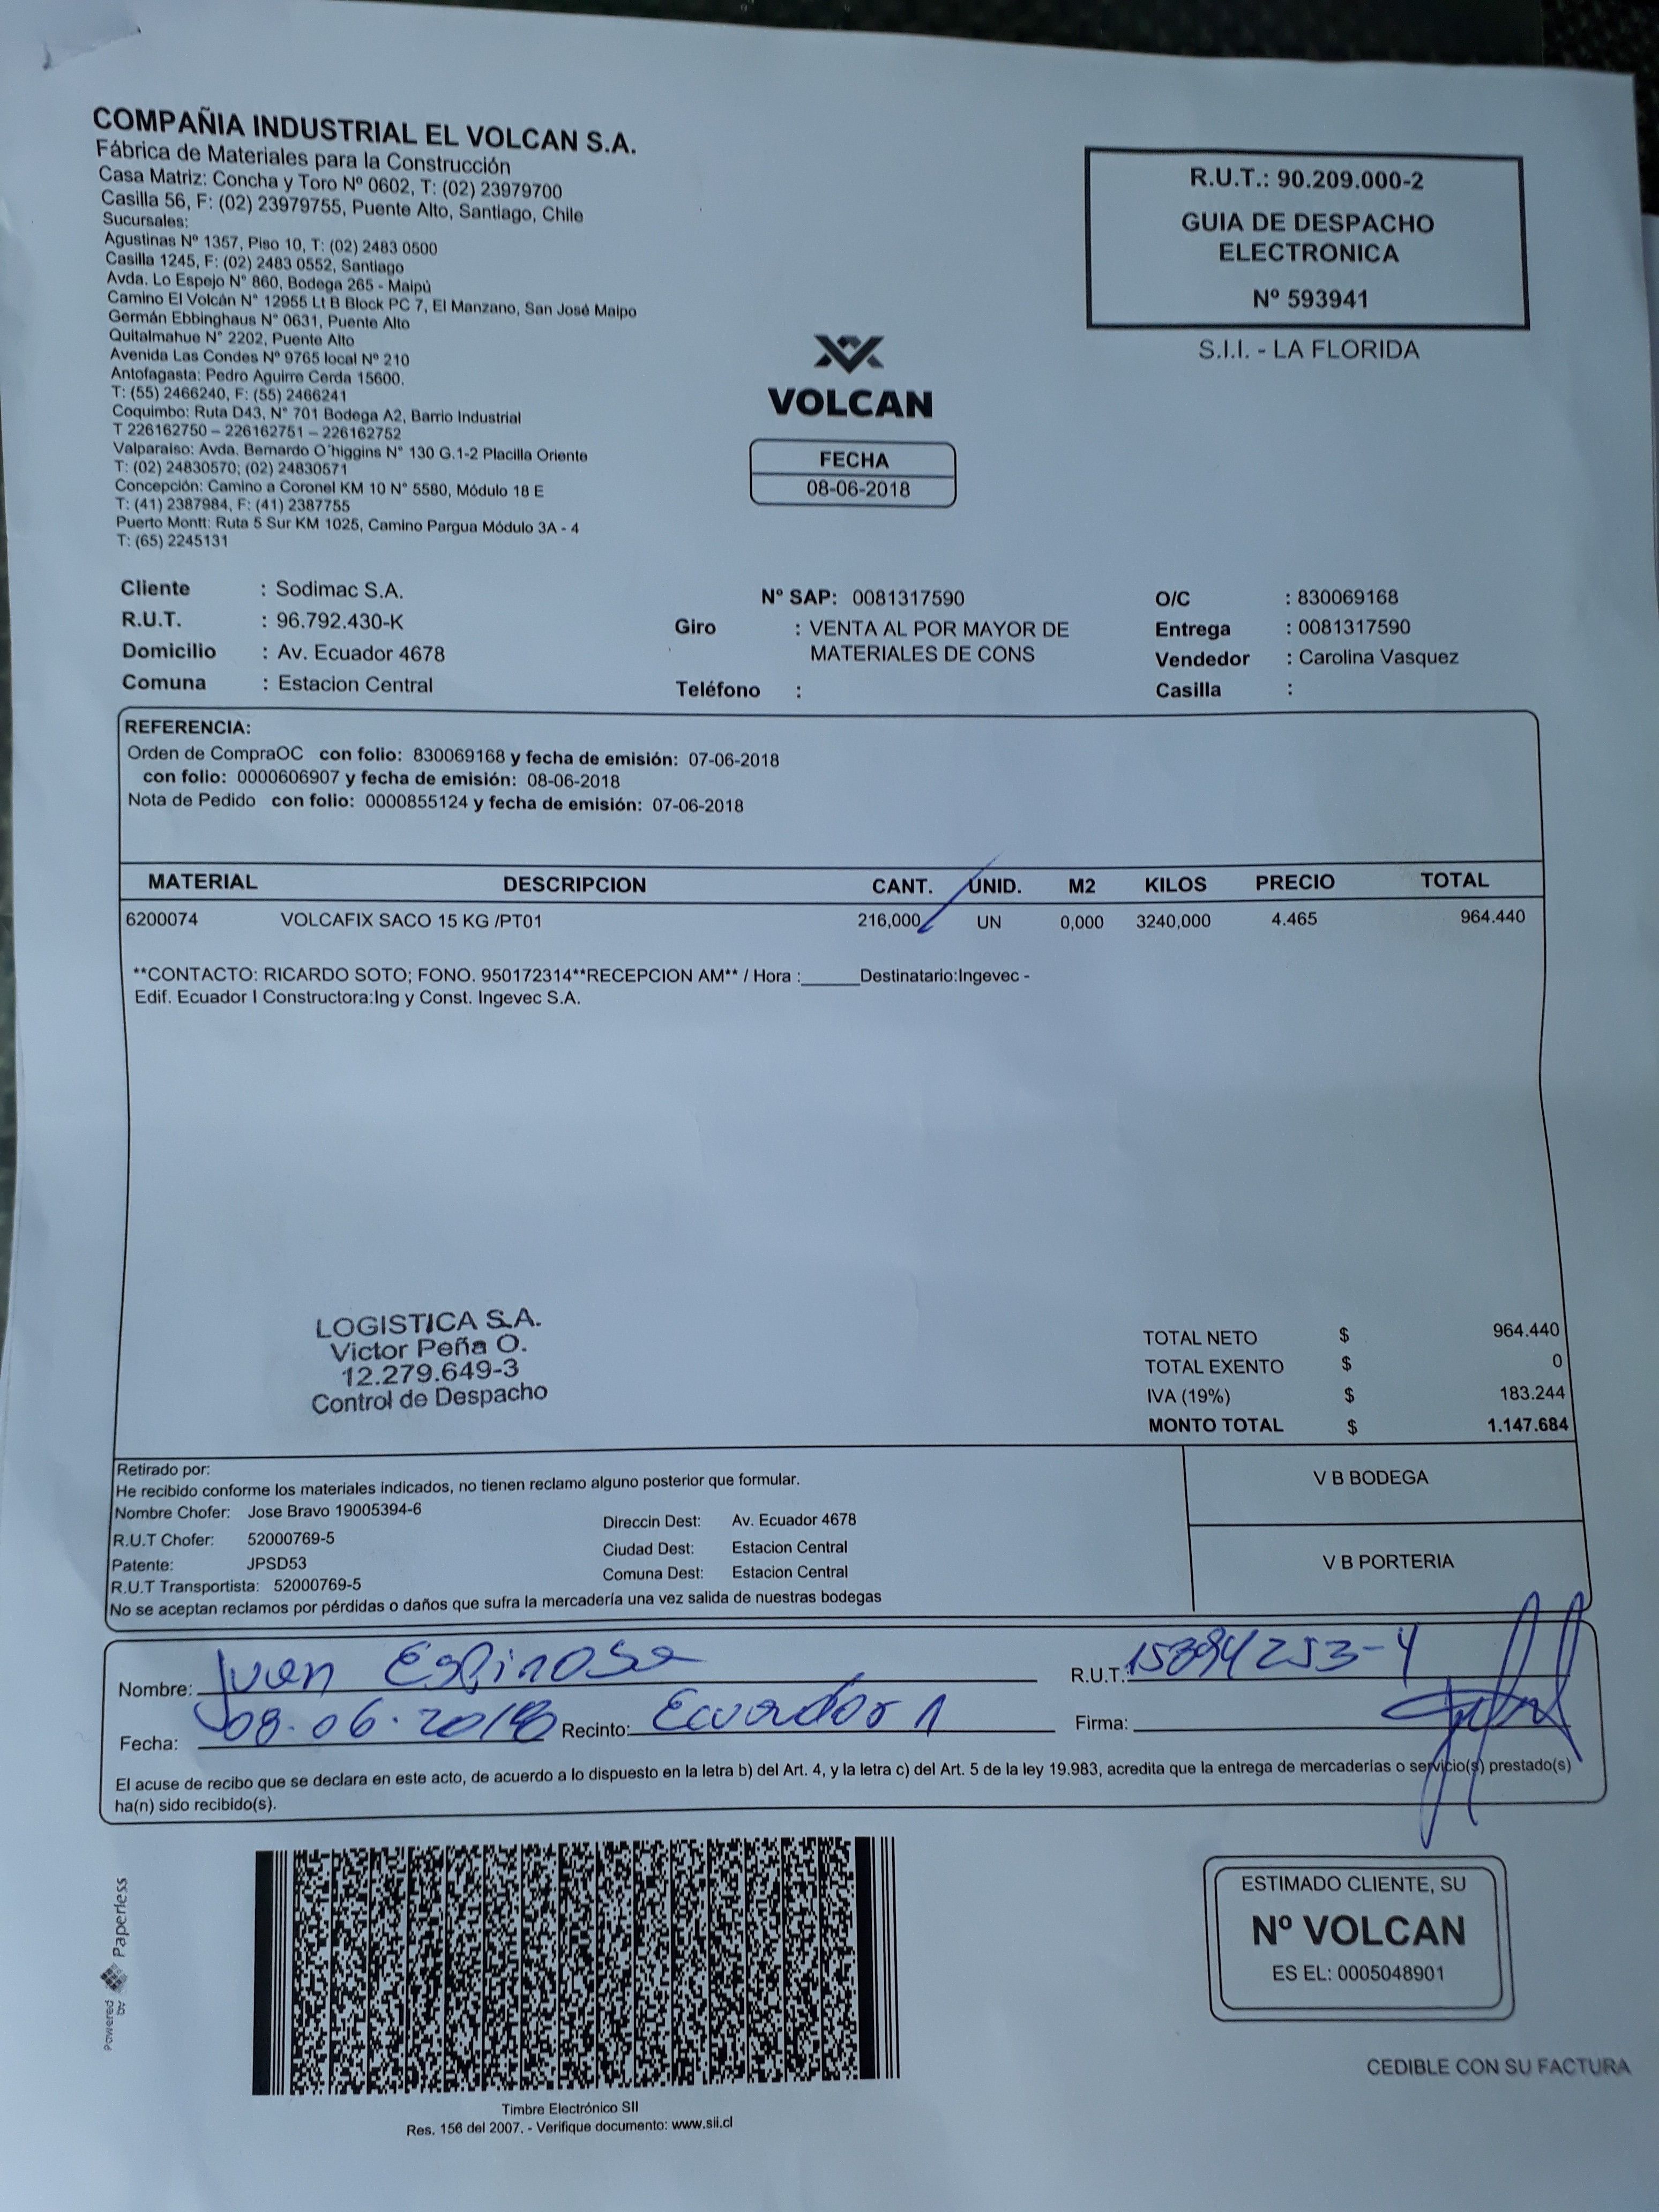 COMPAÑIA INDUSTRIAL EL VOLCAN S.A.
Fábrica de Materiales para la Construcción
Casa Matriz: Concha y Toro Nº 0602, T: (02) 23979700
Casilla 56, F: (02) 23979755, Puente Alto, Santiago, Chile
Sucursales:
Agustinas Nº 1357, Piso 10, T: (02) 2483 0500
Casilla 1245, F: (02) 2483 0552, Santiago
Avda. Lo Espejo N° 860, Bodega 265 - Maipú
Camino El Volcán N° 12955 Lt B Block PC 7, El Manzano, San José Maipo
Germán Ebbinghaus N° 0631, Puente Alto
Quitalmahue N° 2202, Puente Alto
Avenida Las Condes Nº 9765 local Nº 210
Antofagasta: Pedro Aguirre Cerda 15600.
T: (55) 2466240, F: (55) 2466241
Coquimbo: Ruta D43, N° 701 Bodega A2, Barrio Industrial
T 226162750 – 226162751 – 226162752
Valparaiso: Avda. Bernardo O´higgins N° 130 G.1-2 Placilla Oriente
T: (02) 24830570; (02) 24830571
Concepción: Camino a Coronel KM 10 N° 5580, Módulo 18 E
T: (41) 2387984, F: (41) 2387755
Puerto Montt: Ruta 5 Sur KM 1025, Camino Pargua Módulo 3A - 4
T: (65) 2245131
VOLCAN
FECHA
08-06-2018
R.U.T.: 90.209.000-2
GUIA DE DESPACHO
ELECTRONICA
Nº 593941
S.I.I. - LA FLORIDA
Cliente : Sodimac S.A.
R.U.T. : 96.792.430-K
Domicilio : Av. Ecuador 4678
Comuna : Estacion Central
Nº SAP: 0081317590
Giro : VENTA AL POR MAYOR DE
MATERIALES DE CONS
Teléfono :
O/C : 830069168
Entrega : 0081317590
Vendedor : Carolina Vasquez
Casilla :
REFERENCIA:
Orden de CompraOC con folio: 830069168 y fecha de emisión: 07-06-2018
con folio: 0000606907 y fecha de emisión: 08-06-2018
Nota de Pedido con folio: 0000855124 y fecha de emisión: 07-06-2018
MATERIAL DESCRIPCION CANT. UNID. M2 KILOS PRECIO TOTAL
6200074 VOLCAFIX SACO 15 KG /PT01 216,000 UN 0,000 3240,000 4.465 964.440
**CONTACTO: RICARDO SOTO; FONO. 950172314**RECEPCION AM** / Hora :______Destinatario:Ingevec -
Edif. Ecuador I Constructora:Ing y Const. Ingevec S.A.
LOGISTICA S.A.
Victor Peña O.
12.279.649-3
Control de Despacho
TOTAL NETO $ 964.440
TOTAL EXENTO $ 0
IVA (19%) $ 183.244
MONTO TOTAL $ 1.147.684
Retirado por:
He recibido conforme los materiales indicados, no tienen reclamo alguno posterior que formular.
Nombre Chofer: Jose Bravo 19005394-6
R.U.T Chofer: 52000769-5
Patente: JPSD53
R.U.T Transportista: 52000769-5
Direccin Dest: Av. Ecuador 4678
Ciudad Dest: Estacion Central
Comuna Dest: Estacion Central
No se aceptan reclamos por pérdidas o daños que sufra la mercadería una vez salida de nuestras bodegas
V B BODEGA
V B PORTERIA
Nombre: Juan Espinosa R.U.T.: 15894253-4
Fecha: 08.06.2018 Recinto: Ecuador 1 Firma:
El acuse de recibo que se declara en este acto, de acuerdo a lo dispuesto en la letra b) del Art. 4, y la letra c) del Art. 5 de la ley 19.983, acredita que la entrega de mercaderías o servicio(s) prestado(s)
ha(n) sido recibido(s).
Powered by Paperless
Timbre Electrónico SII
Res. 156 del 2007. - Verifique documento: www.sii.cl
ESTIMADO CLIENTE, SU
Nº VOLCAN
ES EL: 0005048901
CEDIBLE CON SU FACTURA